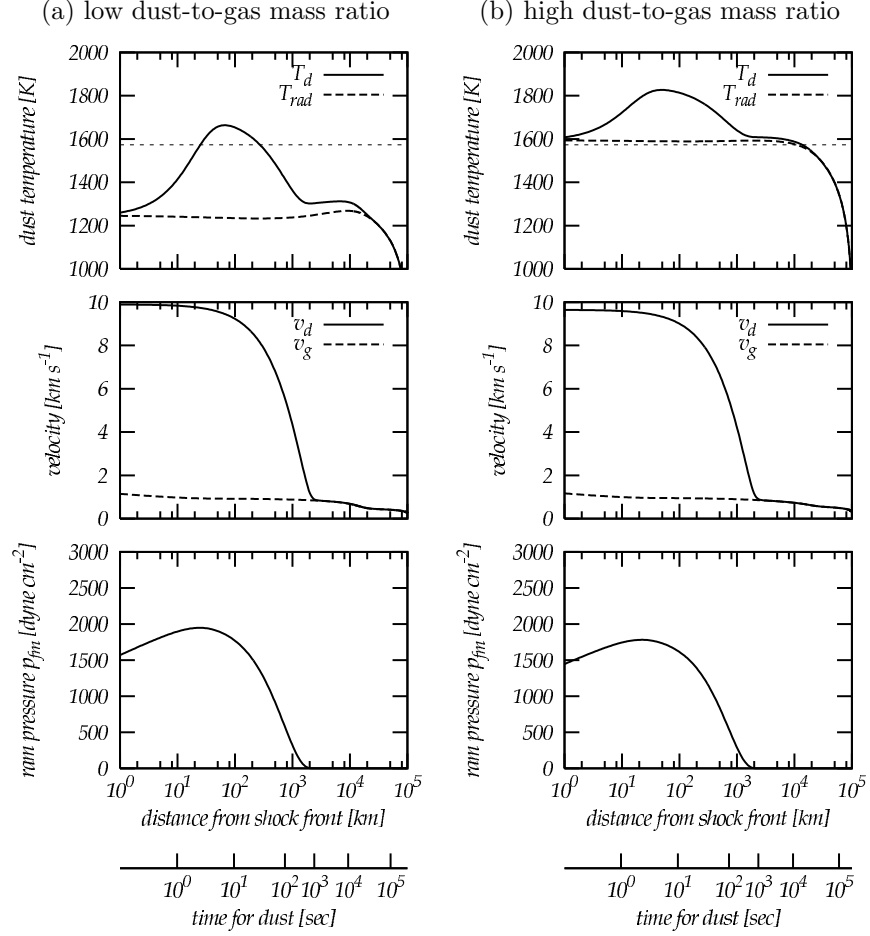 (a) low dust-to-gas mass ratio
2000
1800
1600
1400
1200
1000
dust temperature [K]
T_d
T_rad
10
8
6
4
2
0
velocity [km s^-1]
v_d
v_g
3000
2500
2000
1500
1000
500
0
ram pressure p_fm [dyne cm^-2]
10^0 10^1 10^2 10^3 10^4 10^5
distance from shock front [km]
10^0 10^1 10^2 10^3 10^4 10^5
time for dust [sec]
(b) high dust-to-gas mass ratio
2000
1800
1600
1400
1200
1000
dust temperature [K]
T_d
T_rad
10
8
6
4
2
0
velocity [km s^-1]
v_d
v_g
3000
2500
2000
1500
1000
500
0
ram pressure p_fm [dyne cm^-2]
10^0 10^1 10^2 10^3 10^4 10^5
distance from shock front [km]
10^0 10^1 10^2 10^3 10^4 10^5
time for dust [sec]